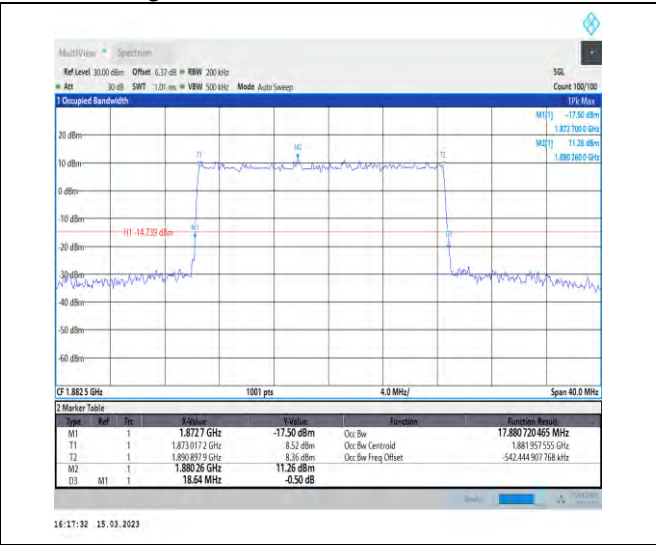 MultiView Spectrum
Ref Level 30.00 dBm Offset 6.37 dB RBW 200 kHz SGL
Att 30 dB SWT 1.01 ms VBW 500 kHz Mode Auto Sweep Count 100/100
1 Occupied Bandwidth 1Pk Max
M1[1] -17.50 dBm
1.872 700 0 GHz
M2[1] 11.26 dBm
1.880 260 0 GHz
20 dBm
T1 M2 T2
10 dBm
0 dBm
-10 dBm
H1 -14.739 dBm M1
-20 dBm
-30 dBm
-40 dBm
-50 dBm
-60 dBm
CF 1.882 5 GHz 1001 pts 4.0 MHz/ Span 40.0 MHz
2 Marker Table
Type Ref Trc X-Value Y-Value Function Function Result
M1 1 1.872 7 GHz -17.50 dBm Occ Bw 17.880 720 465 MHz
T1 1 1.873 017 2 GHz 8.52 dBm Occ Bw Centroid 1.881 957 555 GHz
T2 1 1.890 897 9 GHz 8.36 dBm Occ Bw Freq Offset -542.444 907 768 kHz
M2 1 1.880 26 GHz 11.26 dBm
D3 M1 1 18.64 MHz -0.50 dB
16:17:32 15.03.2023